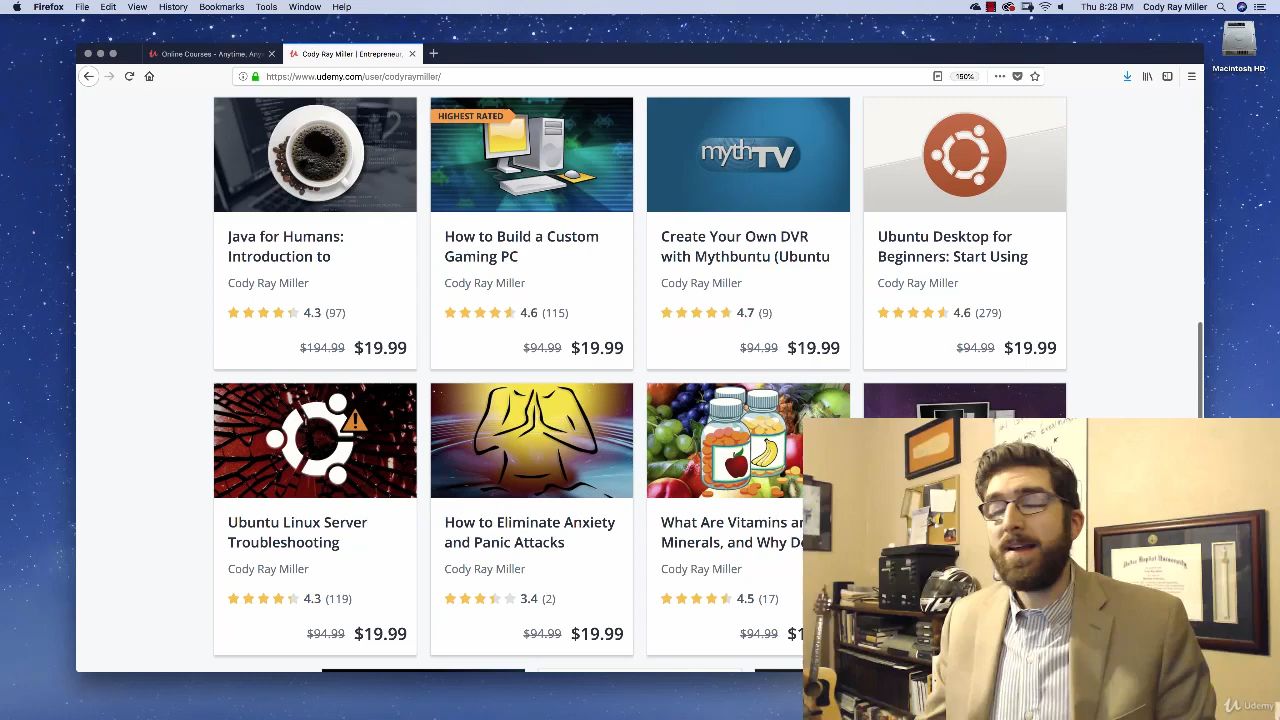 Firefox File Edit View History Bookmarks Tools Window Help Thu 8:28 PM Cody Ray Miller
Macintosh HD
Online Courses - Anytime, Any
Cody Ray Miller | Entrepreneur,
https://www.udemy.com/user/codyraymiller/
150%
HIGHEST RATED
mythTV
Java for Humans:
Introduction to
Cody Ray Miller
4.3 (97)
$194.99 $19.99
How to Build a Custom
Gaming PC
Cody Ray Miller
4.6 (115)
$94.99 $19.99
Create Your Own DVR
with Mythbuntu (Ubuntu
Cody Ray Miller
4.7 (9)
$94.99 $19.99
Ubuntu Desktop for
Beginners: Start Using
Cody Ray Miller
4.6 (279)
$94.99 $19.99
Ubuntu Linux Server
Troubleshooting
Cody Ray Miller
4.3 (119)
$94.99 $19.99
How to Eliminate Anxiety
and Panic Attacks
Cody Ray Miller
3.4 (2)
$94.99 $19.99
What Are Vitamins an
Minerals, and Why Do
Cody Ray Miller
4.5 (17)
$94.99
Udemy